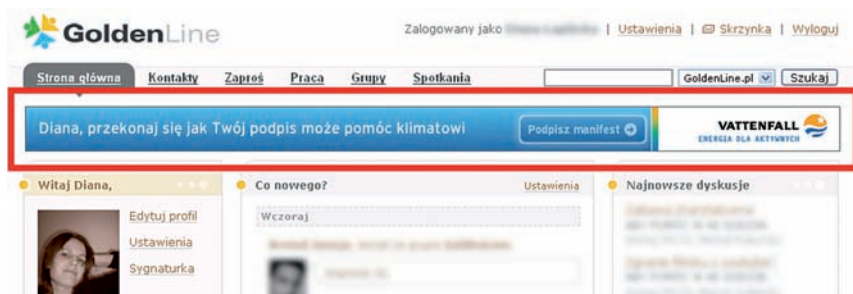 GoldenLine
Zalogowany jako | Ustawienia | Skrzynka | Wyloguj
Strona główna Kontakty Zaproś Praca Grupy Spotkania GoldenLine.pl Szukaj
Diana, przekonaj się jak Twój podpis może pomóc klimatowi Podpisz manifest VATTENFALL
ENERGIA DLA AKTYWNYCH
Witaj Diana,
Edytuj profil
Ustawienia
Sygnaturka
Co nowego? Ustawienia
Wczoraj
Najnowsze dyskusje